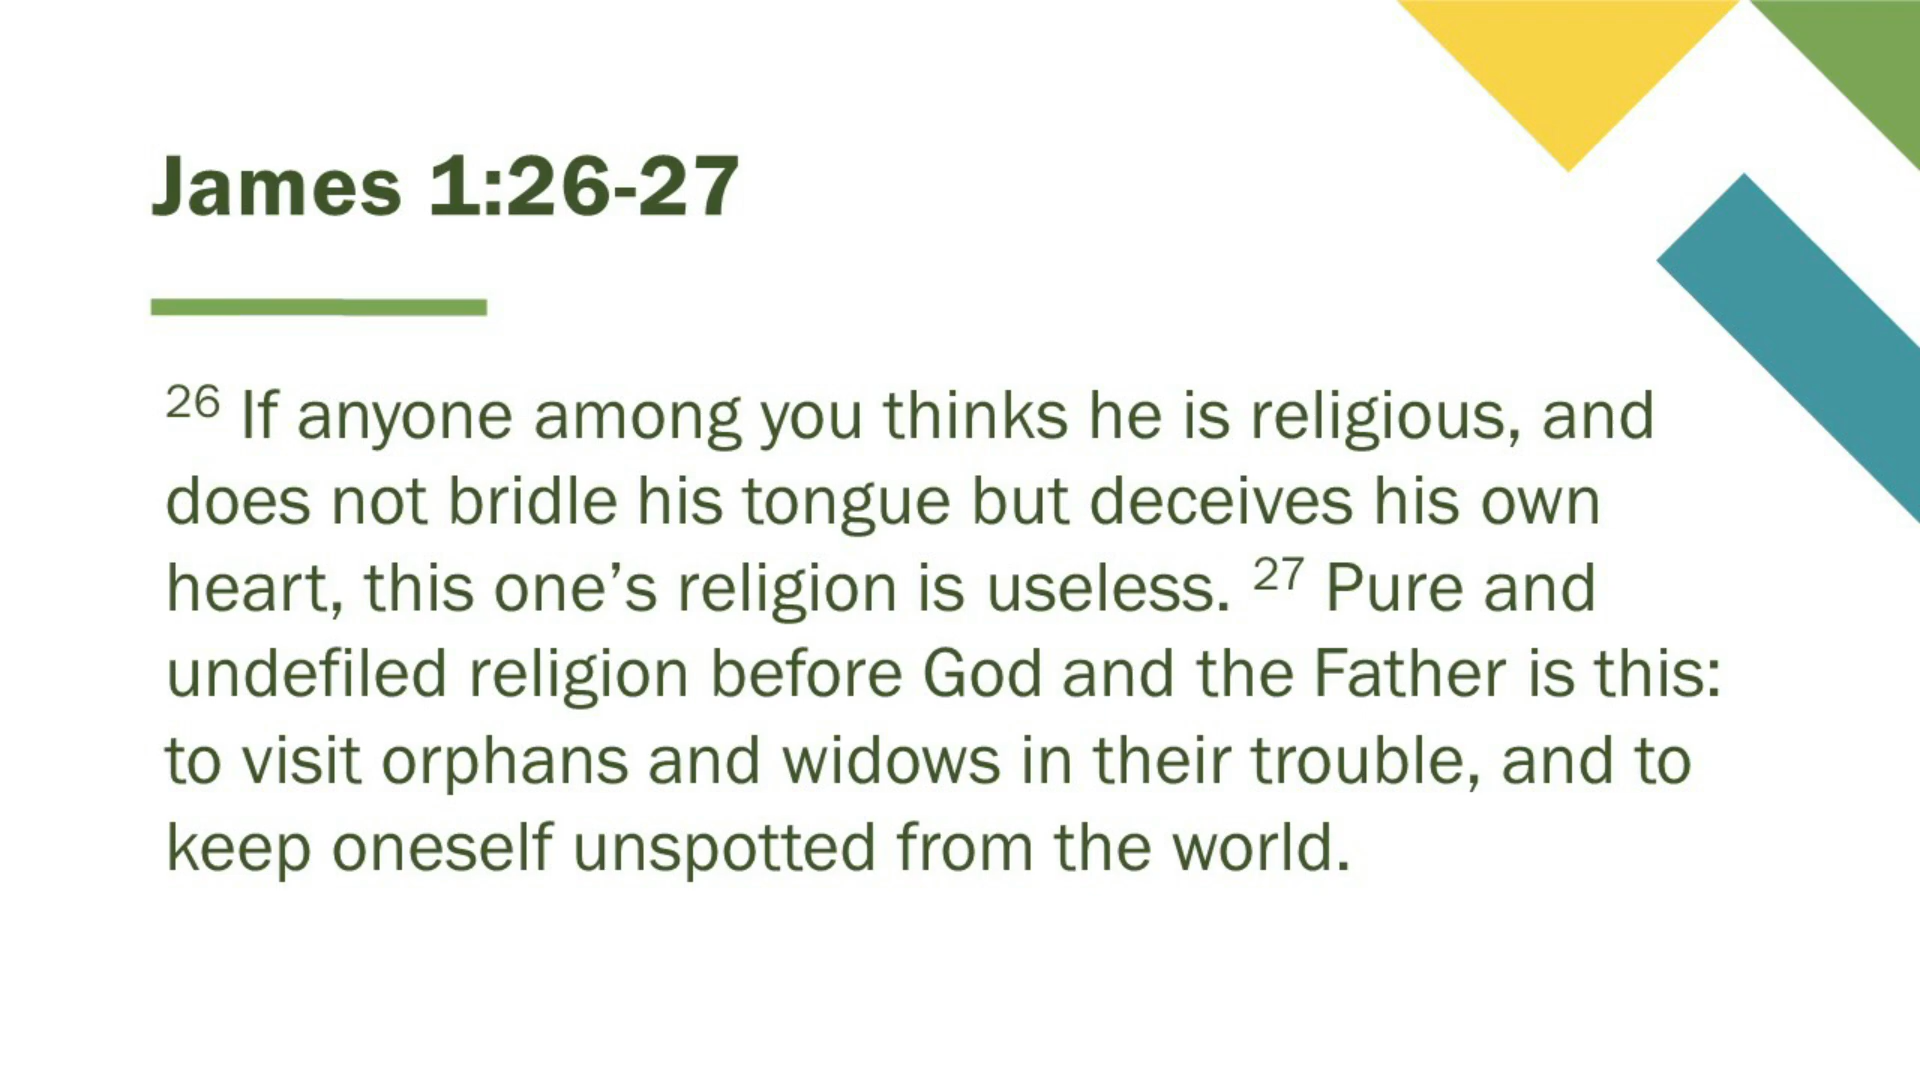 James 1:26-27
26 If anyone among you thinks he is religious, and
does not bridle his tongue but deceives his own
heart, this one’s religion is useless. 27 Pure and
undefiled religion before God and the Father is this:
to visit orphans and widows in their trouble, and to
keep oneself unspotted from the world.